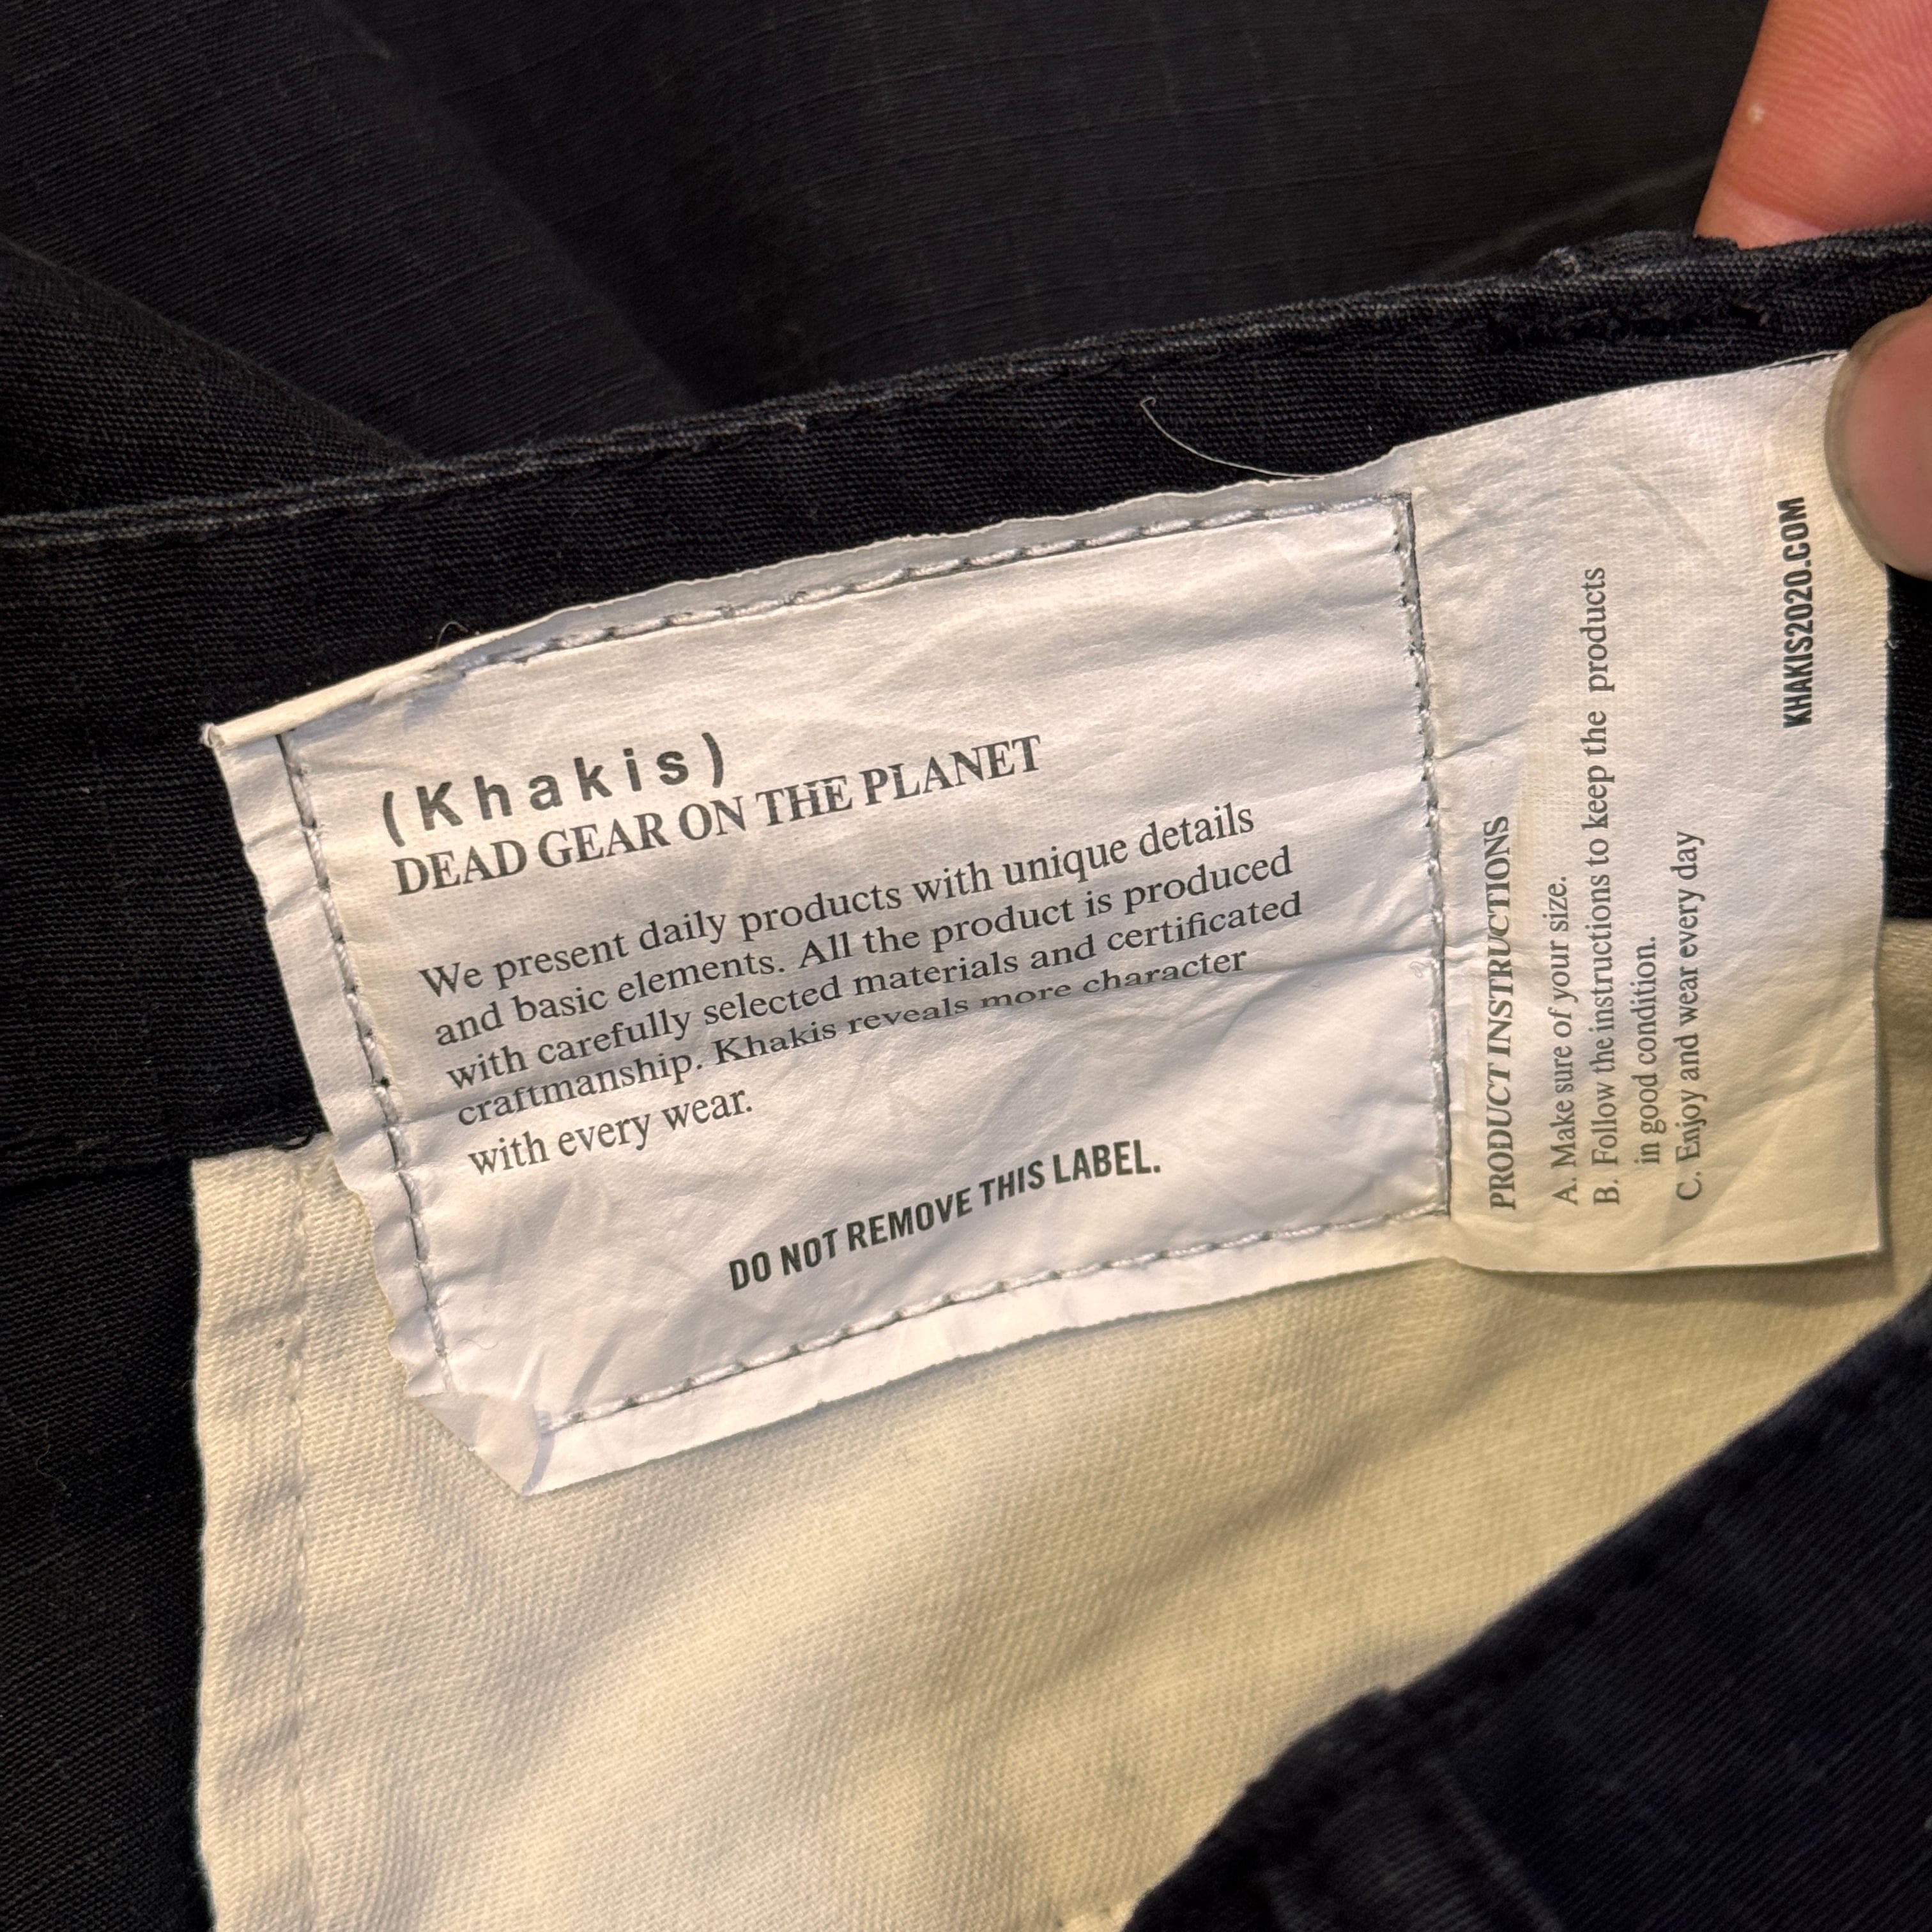 (Khakis)
DEAD GEAR ON THE PLANET
We present daily products with unique details
and basic elements. All the product is produced
with carefully selected materials and certificated
craftmanship. Khakis reveals more character
with every wear.
DO NOT REMOVE THIS LABEL.
PRODUCT INSTRUCTIONS
A. Make sure of your size.
B. Follow the instructions to keep the products
in good condition.
C. Enjoy and wear every day
KHAKIS2020.COM